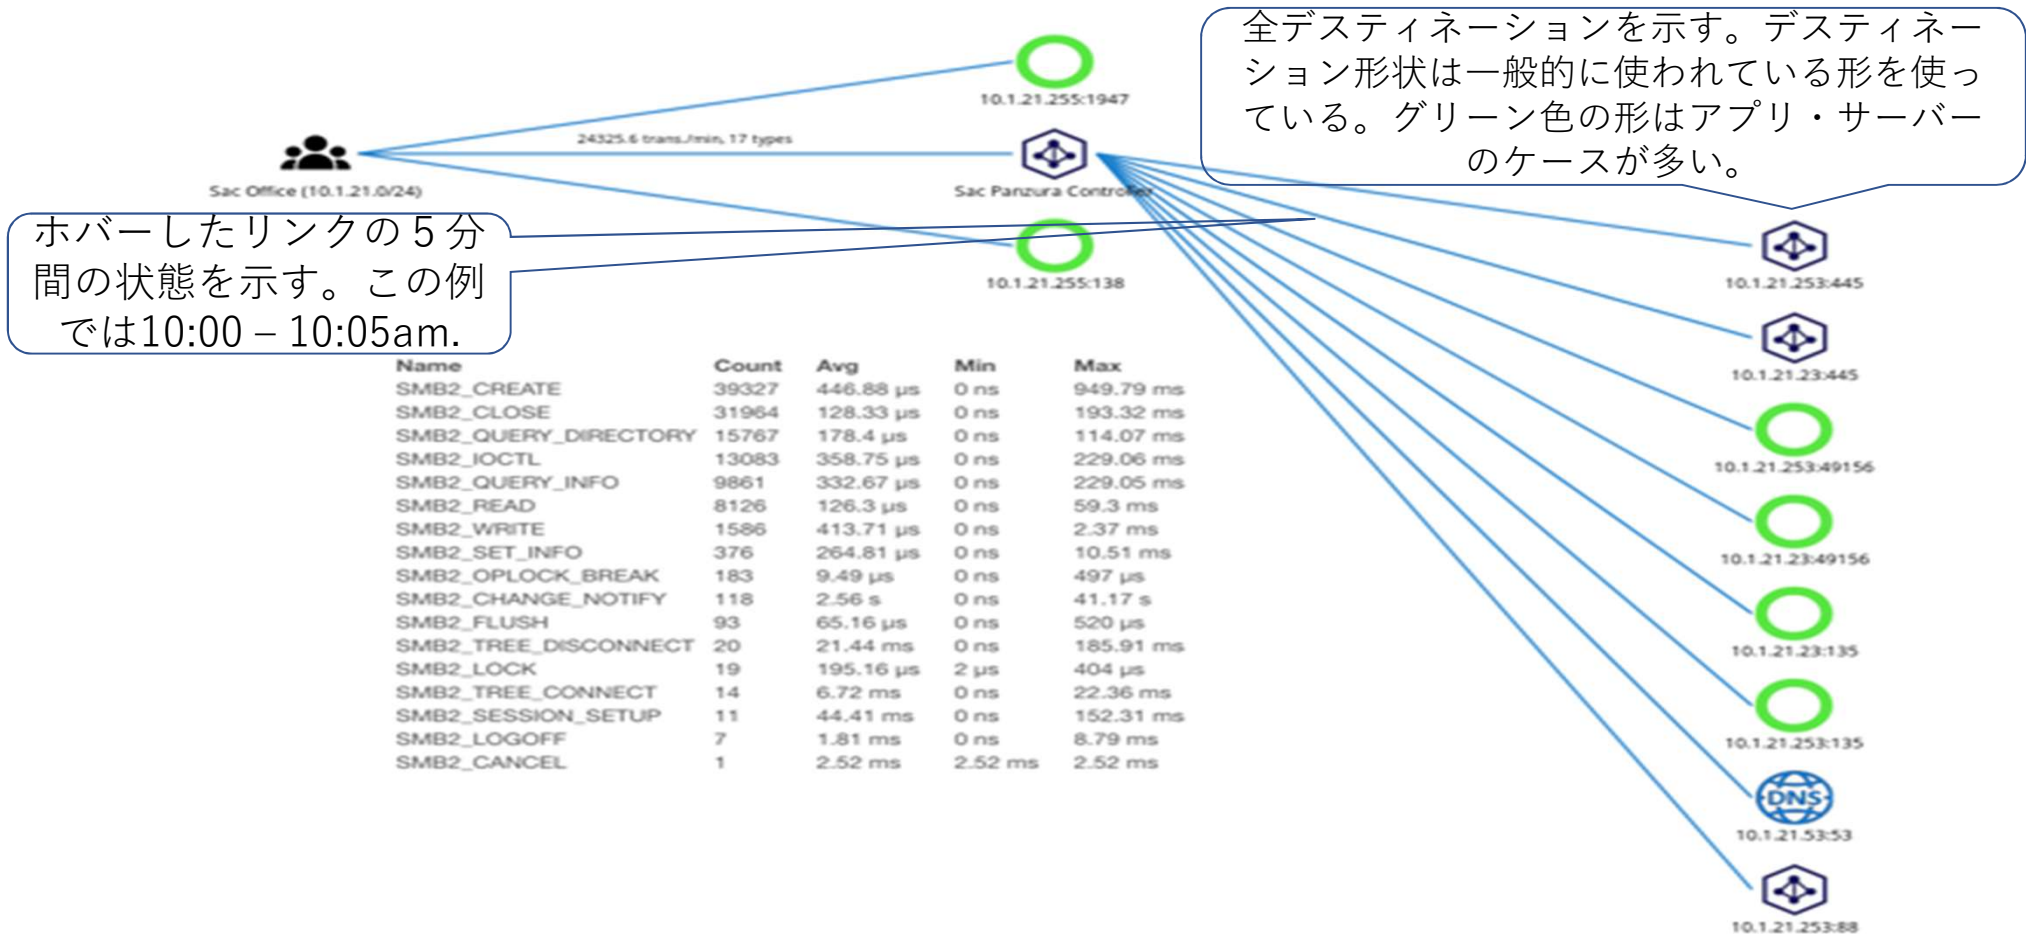 全デスティネーションを示す。デスティネー
ション形状は一般的に使われている形を使っ
ている。グリーン色の形はアプリ・サーバー
のケースが多い。
10.1.21.255:1947
24325.6 trans./min, 17 types
Sac Office (10.1.21.0/24)
Sac Panzura Controller
ホバーしたリンクの５分
間の状態を示す。この例
では10:00 – 10:05am.
10.1.21.255:138
10.1.21.253:445
10.1.21.23:445
10.1.21.253:49156
10.1.21.23:49156
10.1.21.23:135
10.1.21.253:135
DNS
10.1.21.53:53
10.1.21.253:88
Name Count Avg Min Max
SMB2_CREATE 39327 446.88 µs 0 ns 949.79 ms
SMB2_CLOSE 31964 128.33 µs 0 ns 193.32 ms
SMB2_QUERY_DIRECTORY 15767 178.4 µs 0 ns 114.07 ms
SMB2_IOCTL 13083 358.75 µs 0 ns 229.06 ms
SMB2_QUERY_INFO 9861 332.67 µs 0 ns 229.05 ms
SMB2_READ 8126 126.3 µs 0 ns 59.3 ms
SMB2_WRITE 1586 413.71 µs 0 ns 2.37 ms
SMB2_SET_INFO 376 264.81 µs 0 ns 10.51 ms
SMB2_OPLOCK_BREAK 183 9.49 µs 0 ns 497 µs
SMB2_CHANGE_NOTIFY 118 2.56 s 0 ns 41.17 s
SMB2_FLUSH 93 65.16 µs 0 ns 520 µs
SMB2_TREE_DISCONNECT 20 21.44 ms 0 ns 185.91 ms
SMB2_LOCK 19 195.16 µs 2 µs 404 µs
SMB2_TREE_CONNECT 14 6.72 ms 0 ns 22.36 ms
SMB2_SESSION_SETUP 11 44.41 ms 0 ns 152.31 ms
SMB2_LOGOFF 7 1.81 ms 0 ns 8.79 ms
SMB2_CANCEL 1 2.52 ms 2.52 ms 2.52 ms